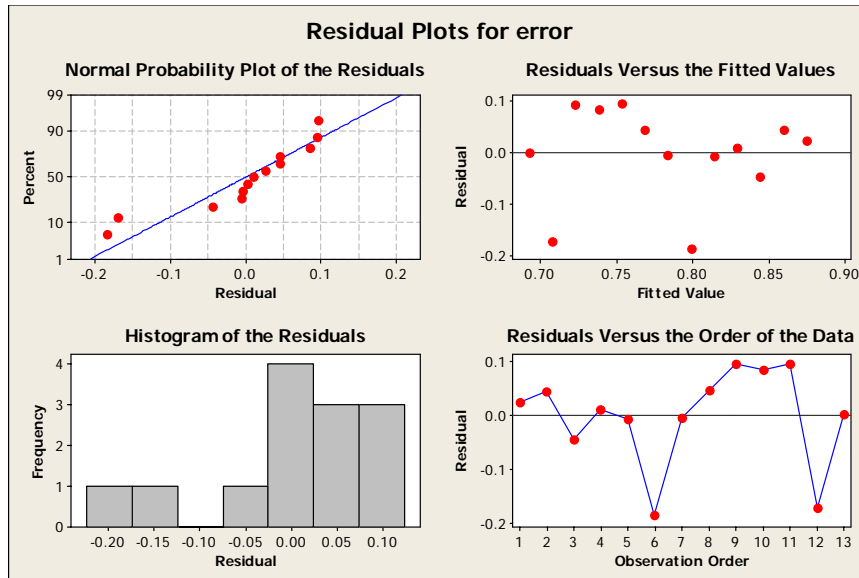 Residual Plots for error
Normal Probability Plot of the Residuals
99
90
50
10
1
Percent
-0.2 -0.1 0.0 0.1 0.2
Residual
Residuals Versus the Fitted Values
0.1
0.0
-0.1
-0.2
Residual
0.70 0.75 0.80 0.85 0.90
Fitted Value
Histogram of the Residuals
4
3
2
1
0
Frequency
-0.20 -0.15 -0.10 -0.05 0.00 0.05 0.10
Residual
Residuals Versus the Order of the Data
0.1
0.0
-0.1
-0.2
Residual
1 2 3 4 5 6 7 8 9 10 11 12 13
Observation Order